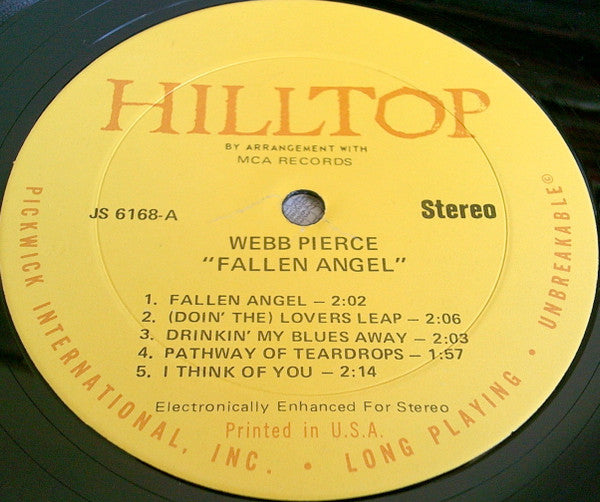 HILLTOP
BY ARRANGEMENT WITH
MCA RECORDS
JS 6168-A
Stereo
WEBB PIERCE
"FALLEN ANGEL"
1. FALLEN ANGEL – 2:02
2. (DOIN' THE) LOVERS LEAP – 2:06
3. DRINKIN' MY BLUES AWAY – 2:03
4. PATHWAY OF TEARDROPS – 1:57
5. I THINK OF YOU – 2:14
Electronically Enhanced For Stereo
Printed in U.S.A.
PICKWICK INTERNATIONAL, INC. • LONG PLAYING • UNBREAKABLE©